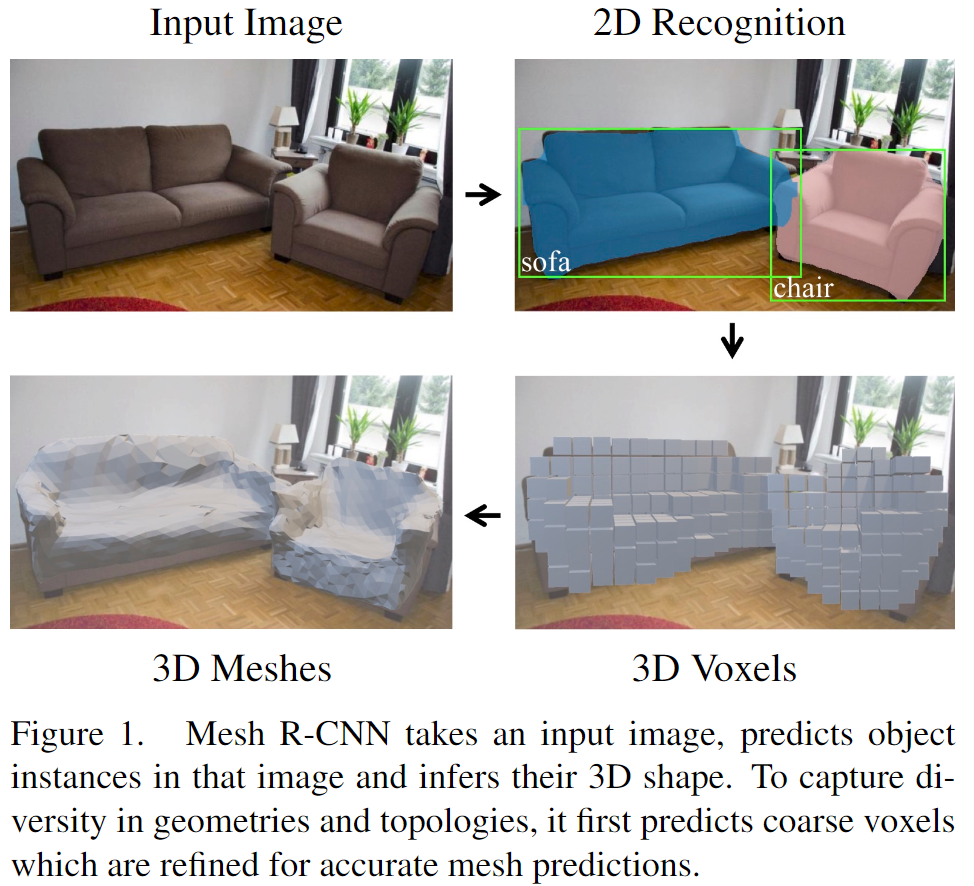 Input Image
2D Recognition
sofa
chair
3D Meshes
3D Voxels
Figure 1. Mesh R-CNN takes an input image, predicts object
instances in that image and infers their 3D shape. To capture di-
versity in geometries and topologies, it first predicts coarse voxels
which are refined for accurate mesh predictions.